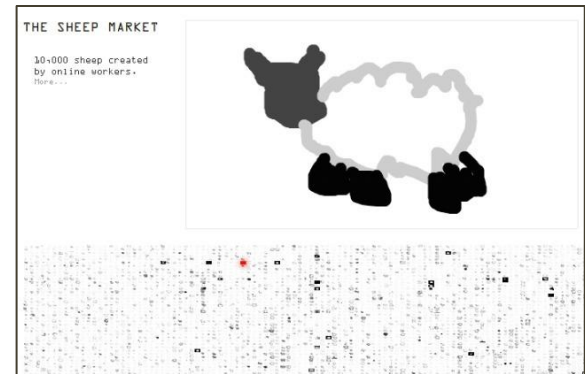 THE SHEEP MARKET
10,000 sheep created
by online workers.
More...